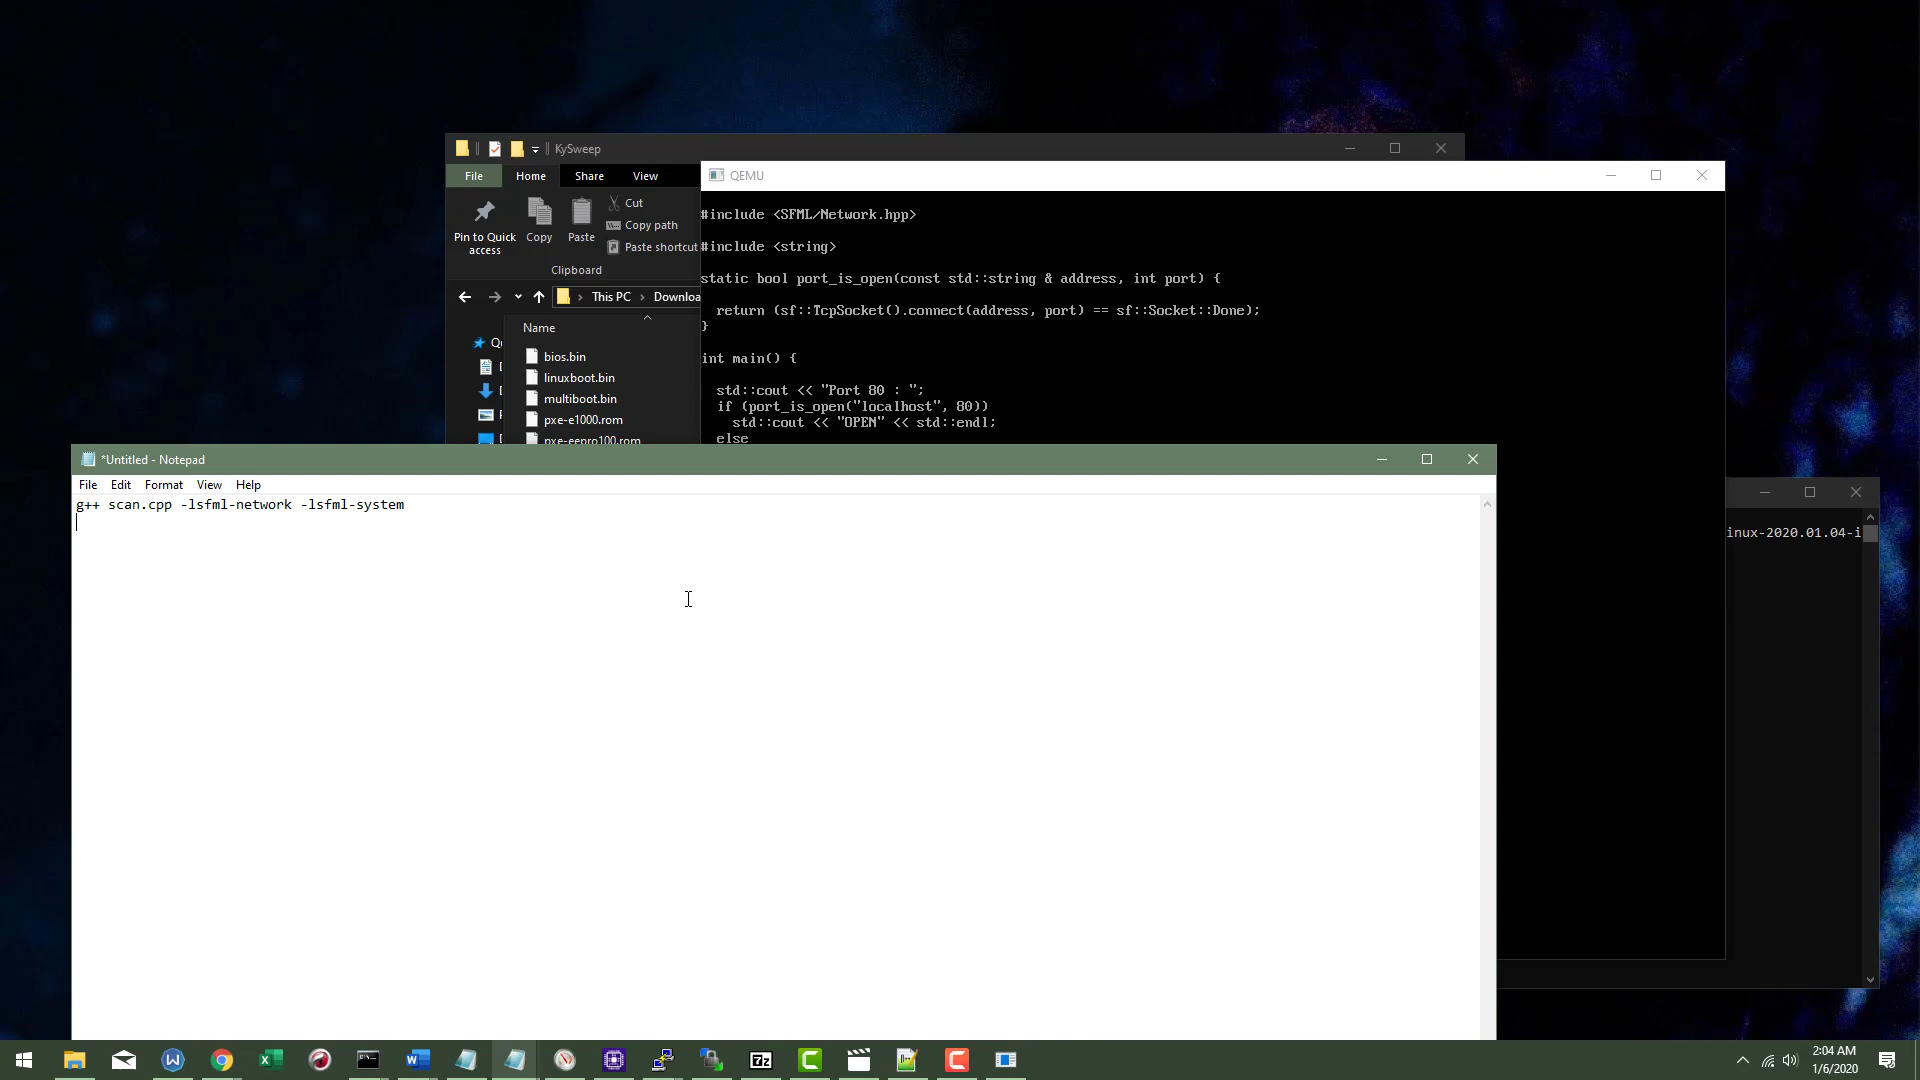 KySweep
File Home Share View
Pin to Quick access
Copy
Paste
Cut
Copy path
Paste shortcut
Clipboard
This PC > Downloa
Name
bios.bin
linuxboot.bin
multiboot.bin
pxe-e1000.rom
pxe-eepro100.rom
QEMU
#include <SFML/Network.hpp>
#include <string>
static bool port_is_open(const std::string & address, int port) {
return (sf::TcpSocket().connect(address, port) == sf::Socket::Done);
}
int main() {
std::cout << "Port 80 : ";
if (port_is_open("localhost", 80))
std::cout << "OPEN" << std::endl;
else
*Untitled - Notepad
File Edit Format View Help
g++ scan.cpp -lsfml-network -lsfml-system
inux-2020.01.04-i
2:04 AM
1/6/2020